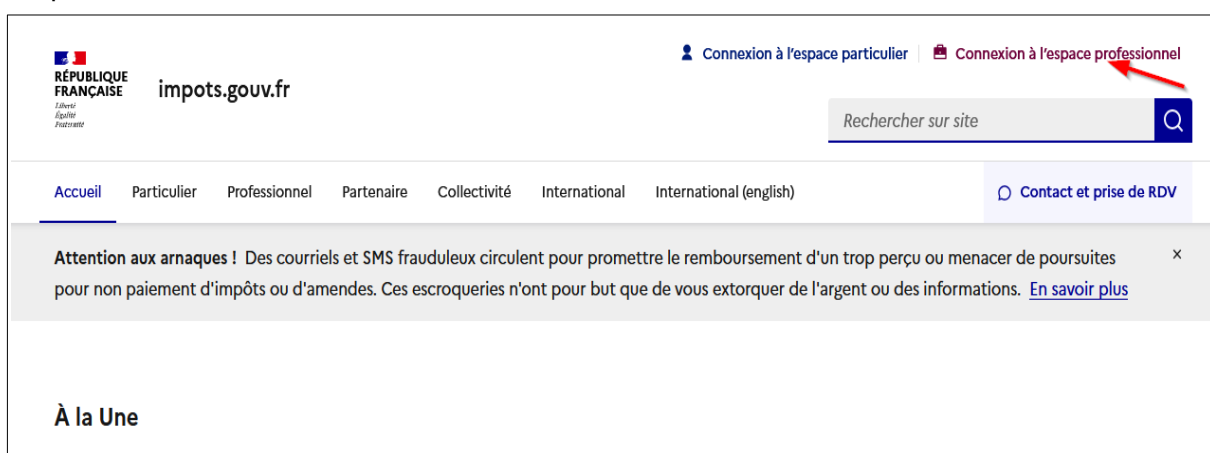 Connexion à l'espace particulier
Connexion à l'espace professionnel
RÉPUBLIQUE
FRANÇAISE
Liberté
Égalité
Fraternité
impots.gouv.fr
Rechercher sur site
Accueil Particulier Professionnel Partenaire Collectivité International International (english) Contact et prise de RDV
Attention aux arnaques ! Des courriels et SMS frauduleux circulent pour promettre le remboursement d'un trop perçu ou menacer de poursuites
pour non paiement d'impôts ou d'amendes. Ces escroqueries n'ont pour but que de vous extorquer de l'argent ou des informations. En savoir plus
À la Une